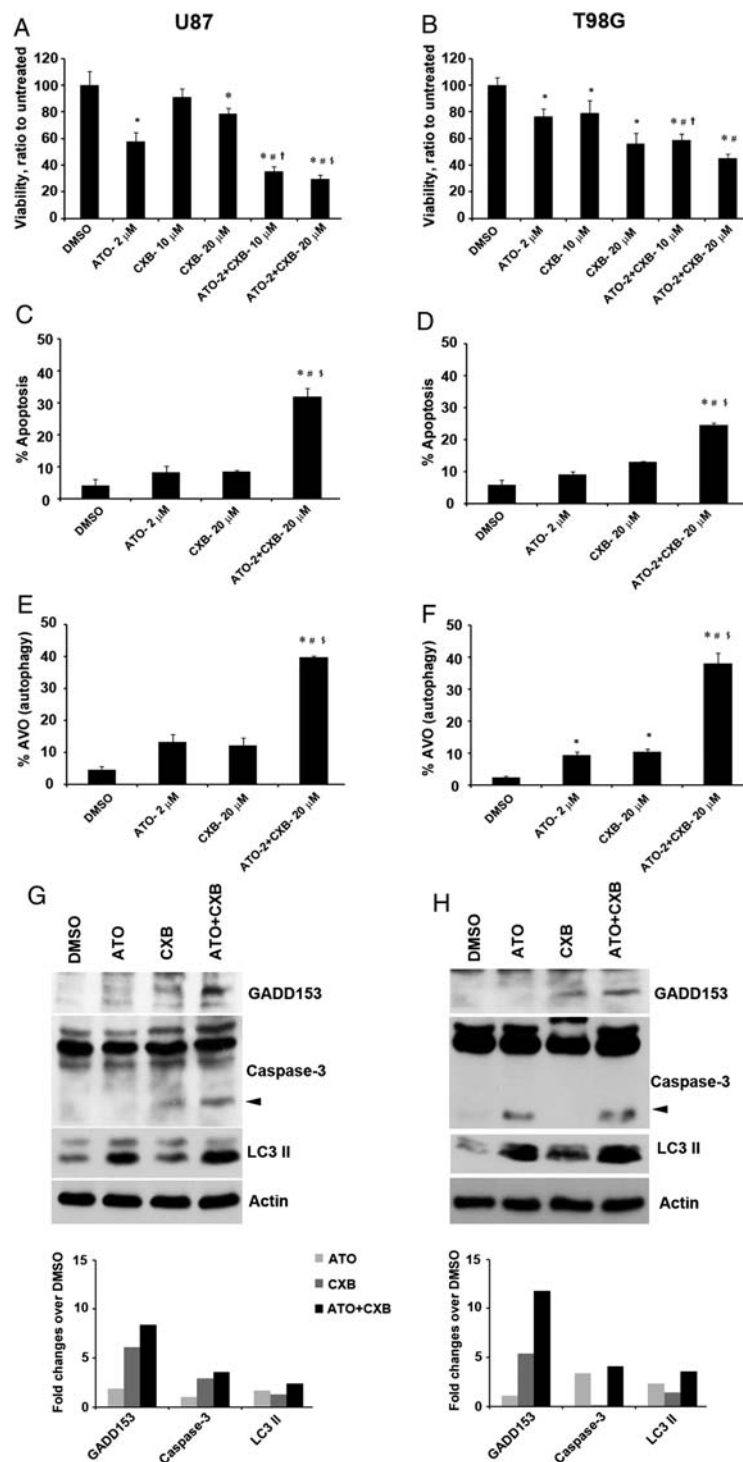 U87
T98G
A
Viability, ratio to untreated
120
100
80
60
40
20
0
*
*
* # †
* # $
DMSO
ATO- 2 µM
CXB- 10 µM
CXB- 20 µM
ATO-2+CXB- 10 µM
ATO-2+CXB- 20 µM
B
Viability, ratio to untreated
120
100
80
60
40
20
0
*
*
*
* # †
* #
DMSO
ATO- 2 µM
CXB- 10 µM
CXB- 20 µM
ATO-2+CXB- 10 µM
ATO-2+CXB- 20 µM
C
% Apoptosis
50
40
30
20
10
0
* # $
DMSO
ATO- 2 µM
CXB- 20 µM
ATO-2+CXB- 20 µM
D
% Apoptosis
50
40
30
20
10
0
* # $
DMSO
ATO- 2 µM
CXB- 20 µM
ATO-2+CXB- 20 µM
E
% AVO (autophagy)
50
40
30
20
10
0
* # $
DMSO
ATO- 2 µM
CXB- 20 µM
ATO-2+CXB- 20 µM
F
% AVO (autophagy)
50
40
30
20
10
0
*
*
* # $
DMSO
ATO- 2 µM
CXB- 20 µM
ATO-2+CXB- 20 µM
G
DMSO
ATO
CXB
ATO+CXB
GADD153
Caspase-3
LC3 II
Actin
Fold changes over DMSO
15
10
5
0
GADD153
Caspase-3
LC3 II
ATO
CXB
ATO+CXB
H
DMSO
ATO
CXB
ATO+CXB
GADD153
Caspase-3
LC3 II
Actin
Fold changes over DMSO
15
10
5
0
GADD153
Caspase-3
LC3 II